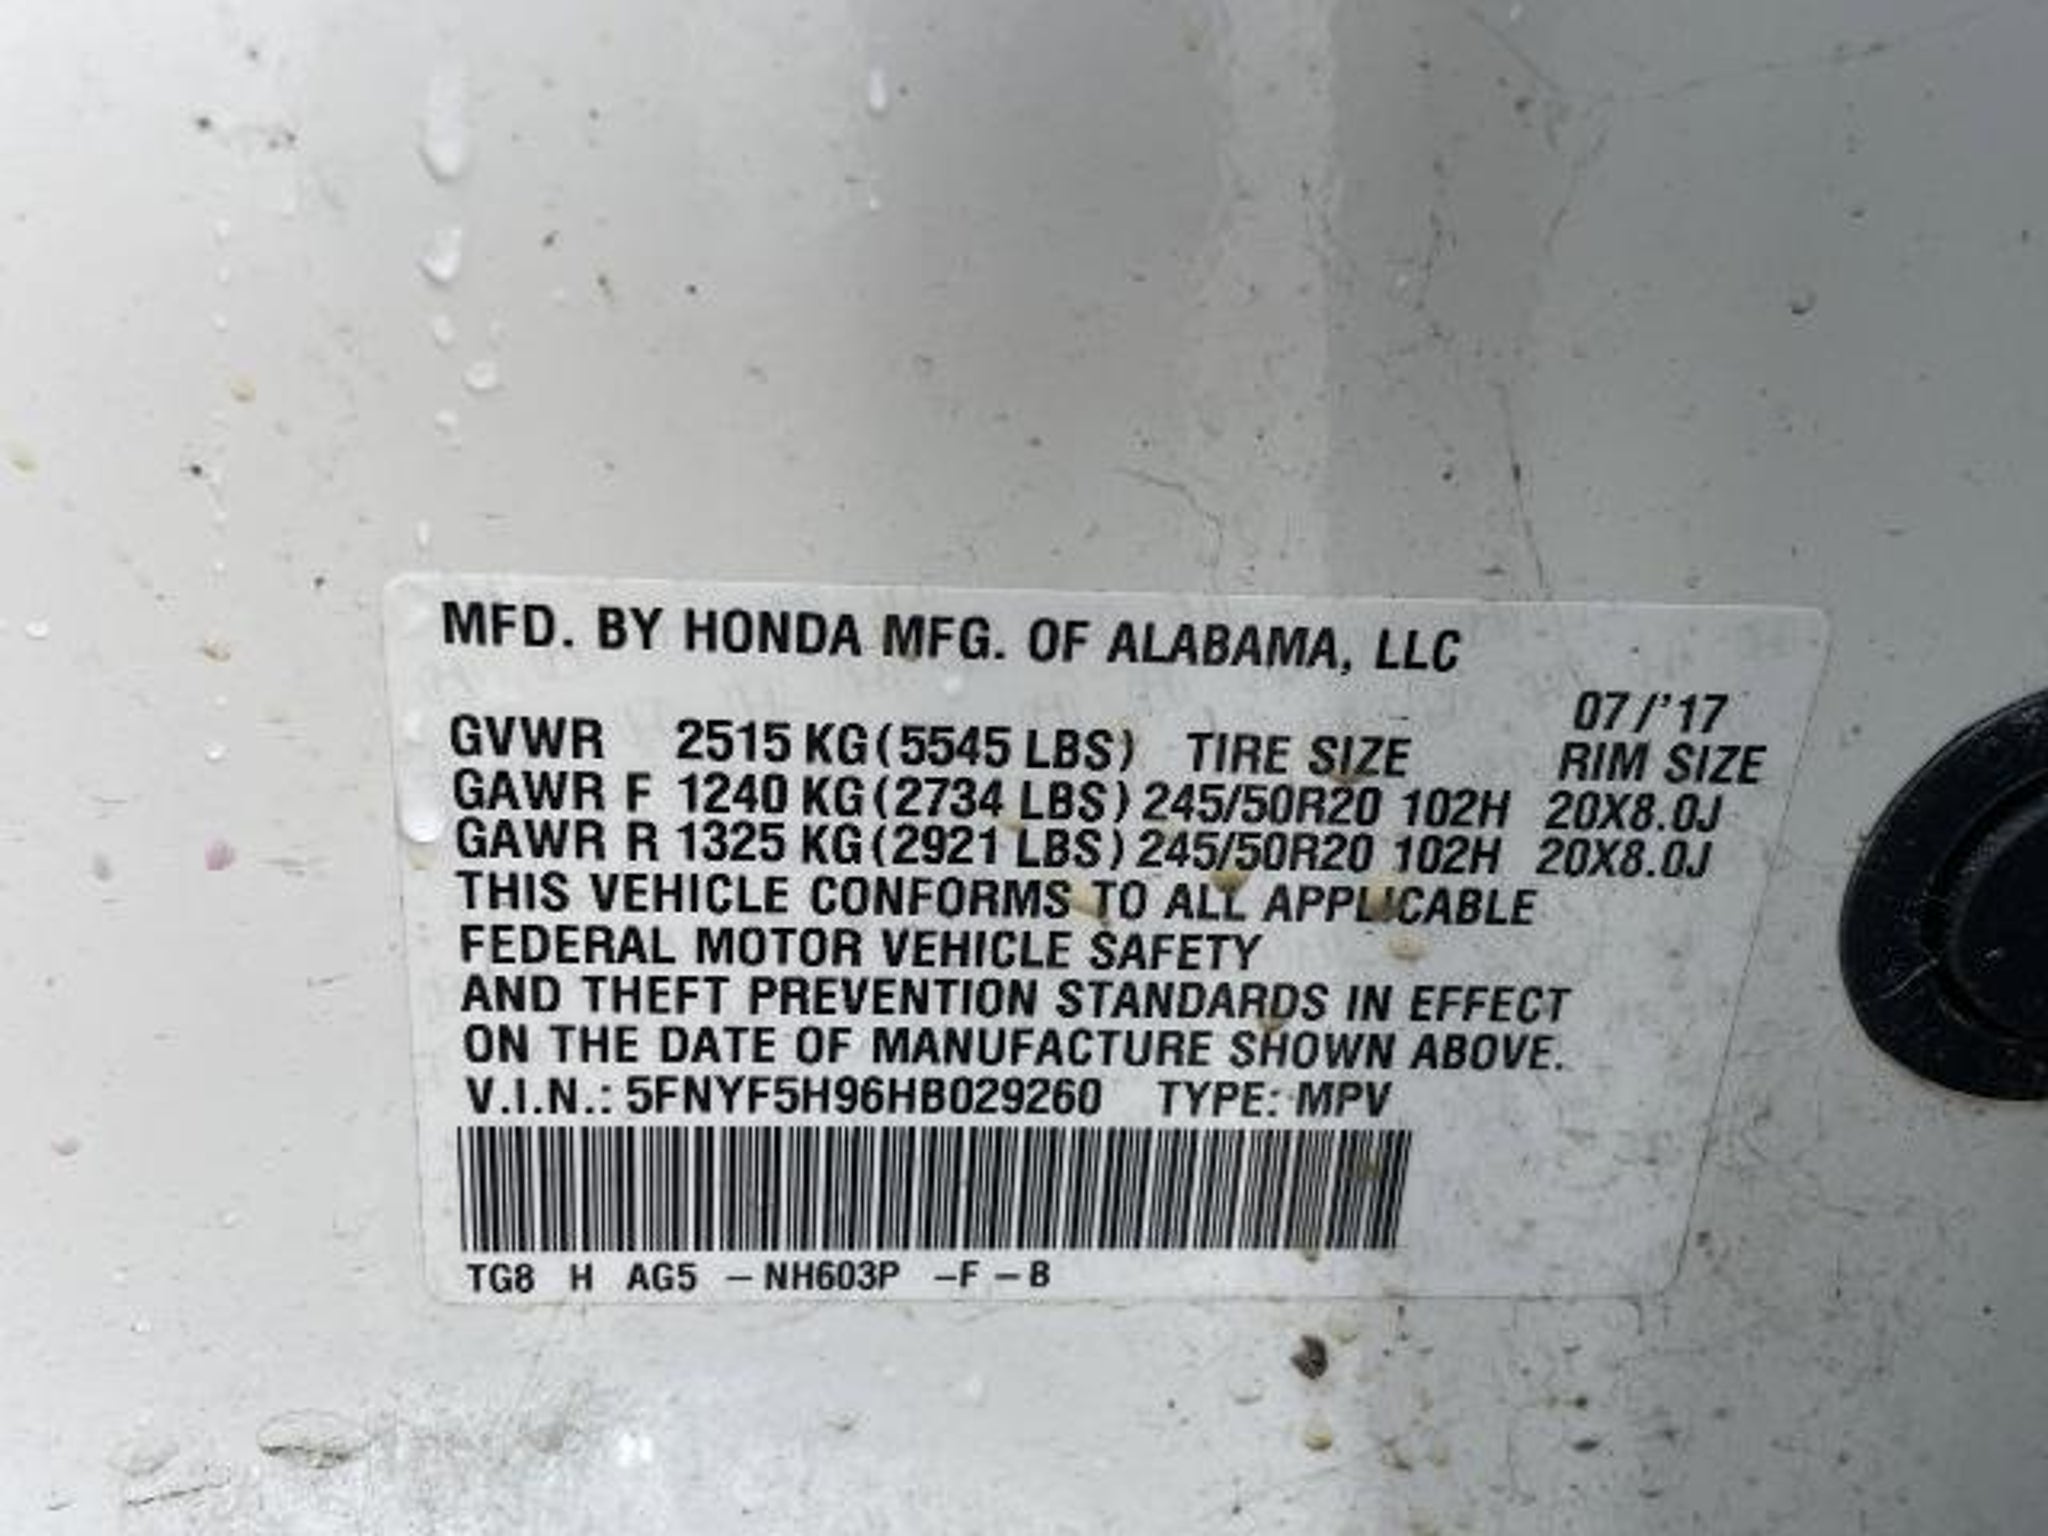 MFD. BY HONDA MFG. OF ALABAMA, LLC
07/'17
GVWR 2515 KG (5545 LBS) TIRE SIZE RIM SIZE
GAWR F 1240 KG (2734 LBS) 245/50R20 102H 20X8.0J
GAWR R 1325 KG (2921 LBS) 245/50R20 102H 20X8.0J
THIS VEHICLE CONFORMS TO ALL APPLICABLE
FEDERAL MOTOR VEHICLE SAFETY
AND THEFT PREVENTION STANDARDS IN EFFECT
ON THE DATE OF MANUFACTURE SHOWN ABOVE.
V.I.N.: 5FNYF5H96HB029260 TYPE: MPV
TG8 H AG5 –NH603P –F –B